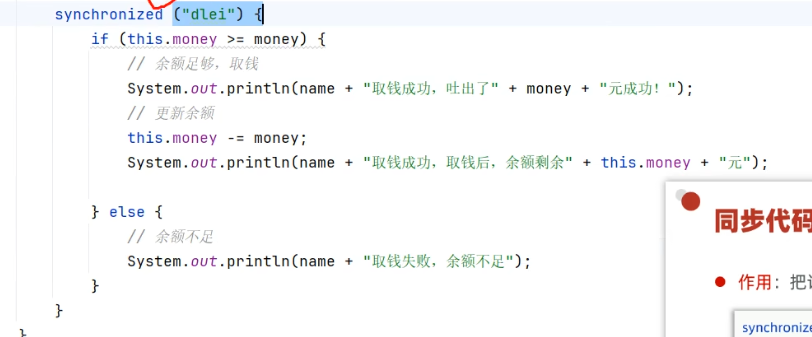 synchronized ("dlei") {
if (this.money >= money) {
// 余额足够，取钱
System.out.println(name + "取钱成功，吐出了" + money + "元成功！");
// 更新余额
this.money -= money;
System.out.println(name + "取钱成功，取钱后，余额剩余" + this.money + "元");
} else {
// 余额不足
System.out.println(name + "取钱失败，余额不足");
}
}
}
同步代码
作用：把
synchronize